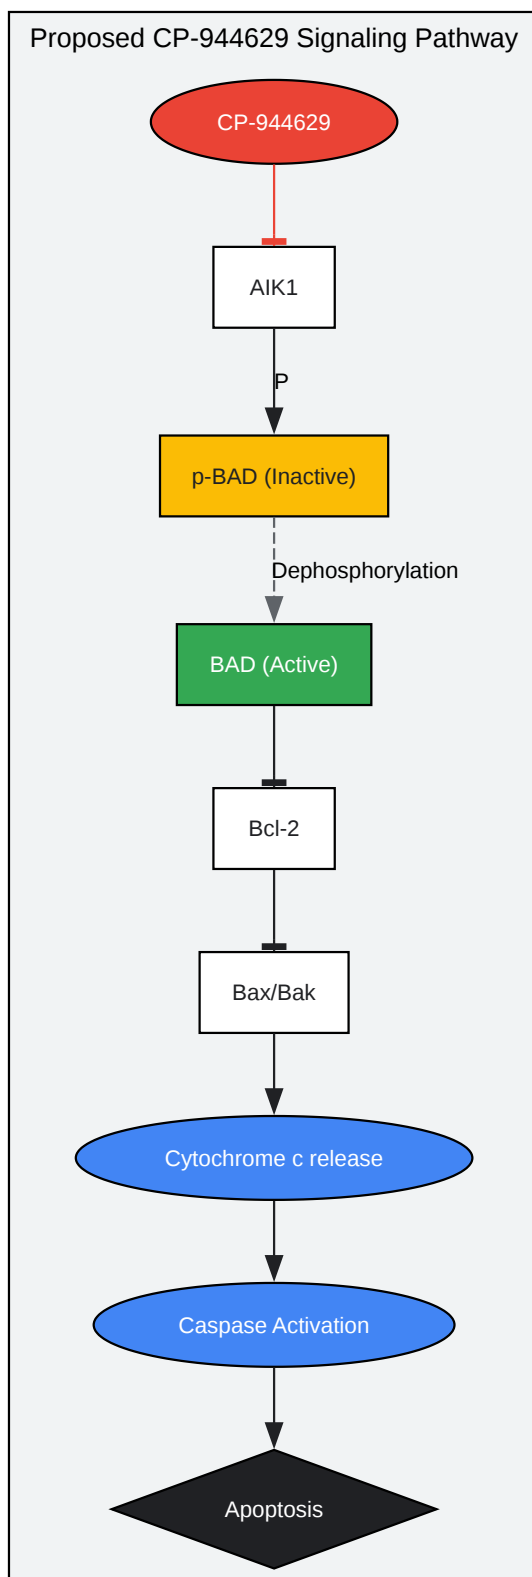 Proposed CP-944629 Signaling Pathway
CP-944629
AIK1
P
p-BAD (Inactive)
Dephosphorylation
BAD (Active)
Bcl-2
Bax/Bak
Cytochrome c release
Caspase Activation
Apoptosis